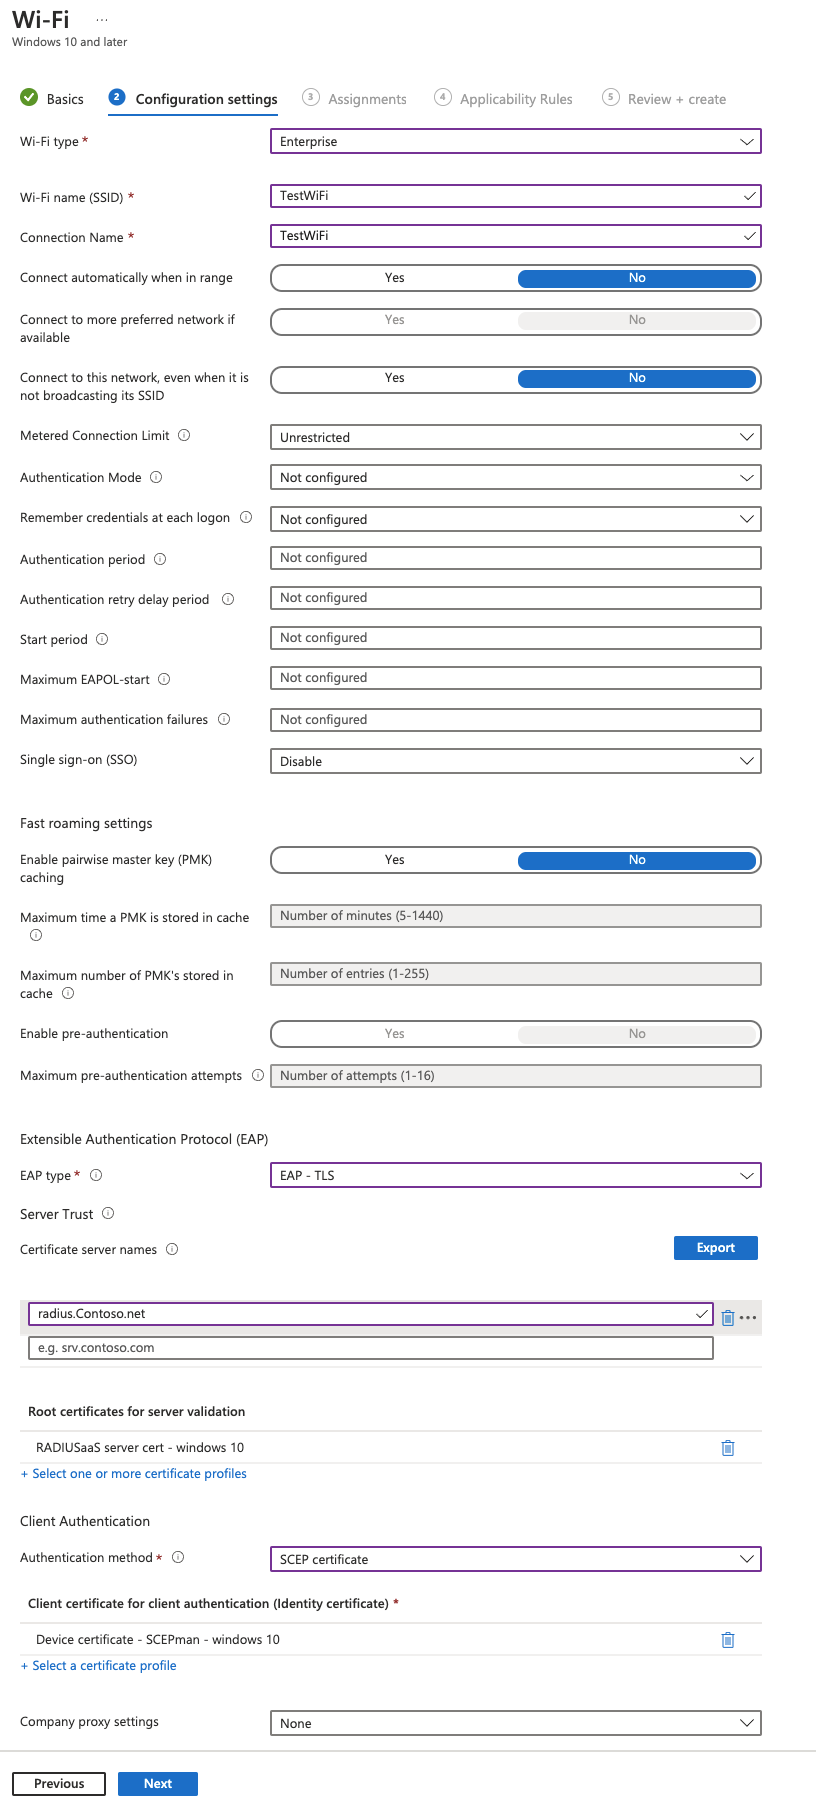 Wi-Fi ...
Windows 10 and later
Basics 2 Configuration settings 3 Assignments 4 Applicability Rules 5 Review + create
Wi-Fi type * Enterprise
Wi-Fi name (SSID) * TestWiFi
Connection Name * TestWiFi
Connect automatically when in range Yes No
Connect to more preferred network if Yes No
available
Connect to this network, even when it is Yes No
not broadcasting its SSID
Metered Connection Limit Unrestricted
Authentication Mode Not configured
Remember credentials at each logon Not configured
Authentication period Not configured
Authentication retry delay period Not configured
Start period Not configured
Maximum EAPOL-start Not configured
Maximum authentication failures Not configured
Single sign-on (SSO) Disable
Fast roaming settings
Enable pairwise master key (PMK) Yes No
caching
Maximum time a PMK is stored in cache Number of minutes (5-1440)
Maximum number of PMK's stored in Number of entries (1-255)
cache
Enable pre-authentication Yes No
Maximum pre-authentication attempts Number of attempts (1-16)
Extensible Authentication Protocol (EAP)
EAP type * EAP - TLS
Server Trust
Certificate server names Export
radius.Contoso.net
e.g. srv.contoso.com
Root certificates for server validation
RADIUSaaS server cert - windows 10
+ Select one or more certificate profiles
Client Authentication
Authentication method * SCEP certificate
Client certificate for client authentication (Identity certificate) *
Device certificate - SCEPman - windows 10
+ Select a certificate profile
Company proxy settings None
Previous Next